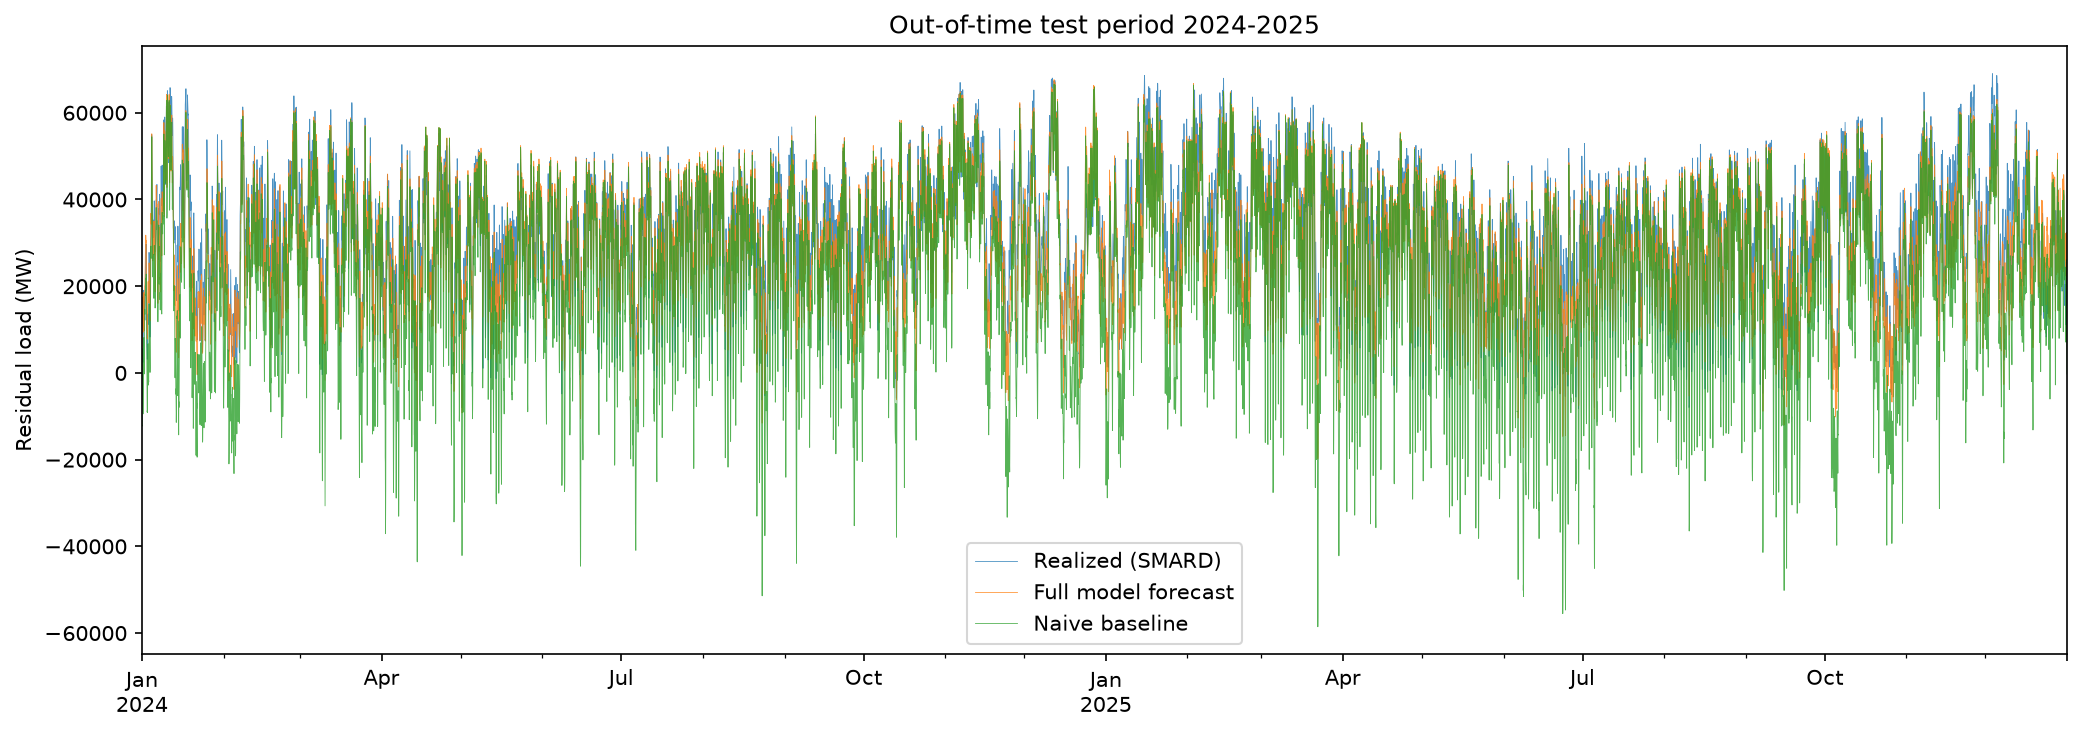 Out-of-time test period 2024-2025
Residual load (MW)
60000
40000
20000
0
−20000
−40000
−60000
Realized (SMARD)
Full model forecast
Naive baseline
Jan
2024
Apr
Jul
Oct
Jan
2025
Apr
Jul
Oct